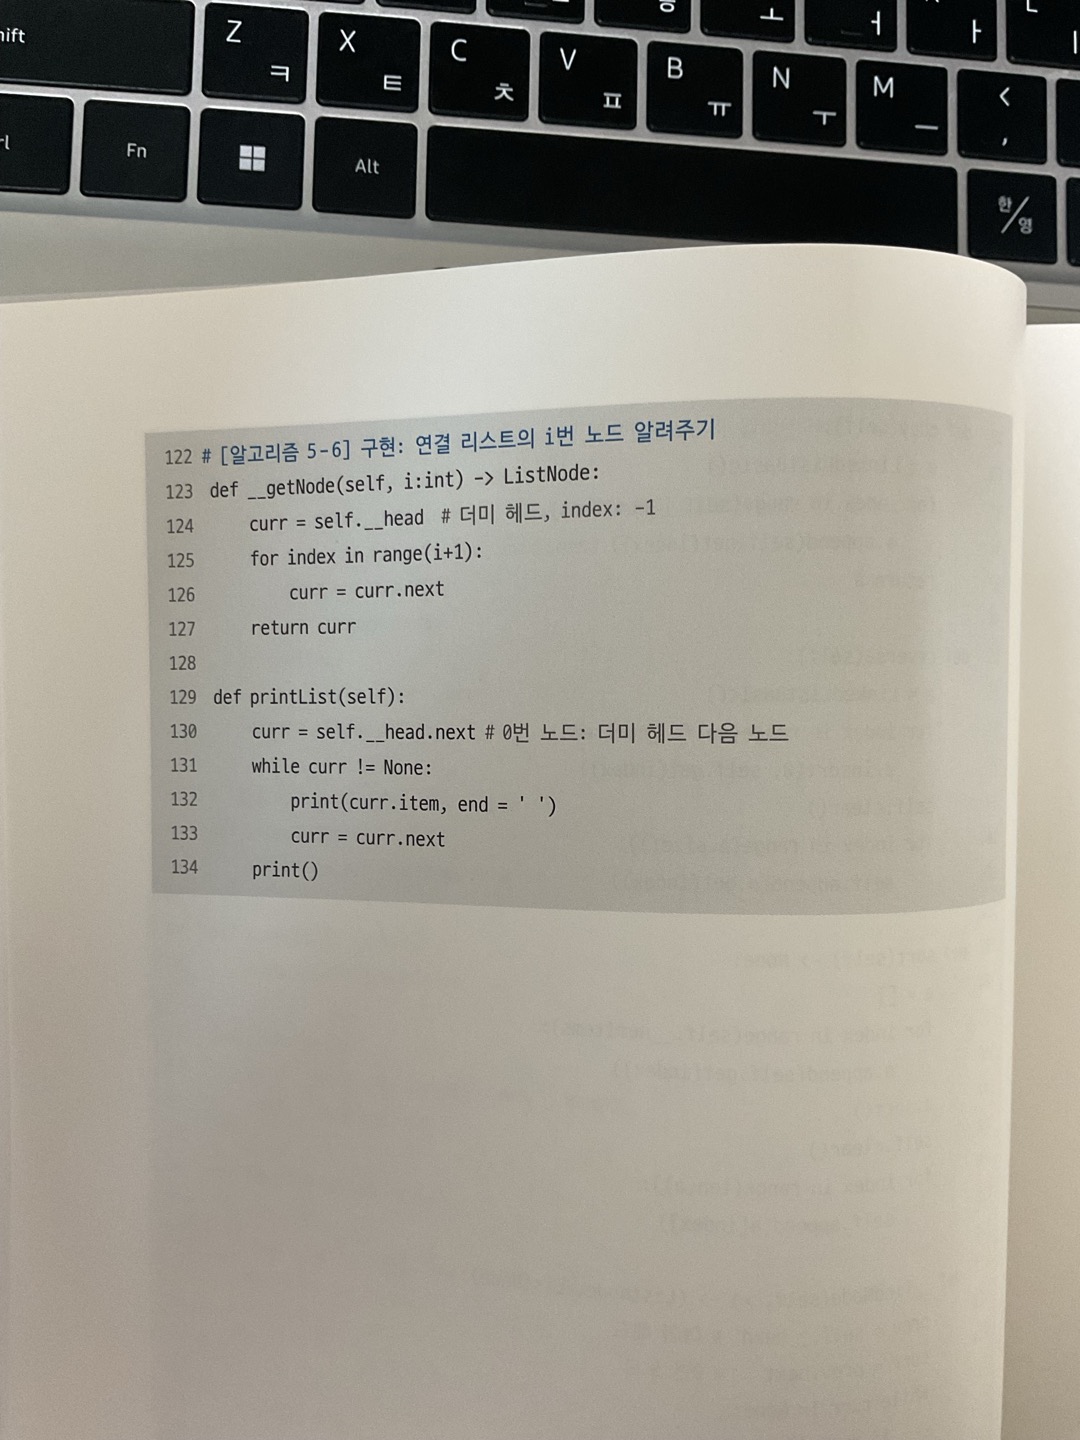 ㅗ
ㅓ
ㅏ
hift
Z ㅋ
X ㅌ
C ㅊ
V ㅍ
B ㅠ
N ㅜ
M ㅡ
< ,
Fn
Alt
한/영
122 # [알고리즘 5-6] 구현: 연결 리스트의 i번 노드 알려주기
123 def __getNode(self, i:int) -> ListNode:
124 curr = self.__head # 더미 헤드, index: -1
125 for index in range(i+1):
126 curr = curr.next
127 return curr
128
129 def printList(self):
130 curr = self.__head.next # 0번 노드: 더미 헤드 다음 노드
131 while curr != None:
132 print(curr.item, end = ' ')
133 curr = curr.next
134 print()